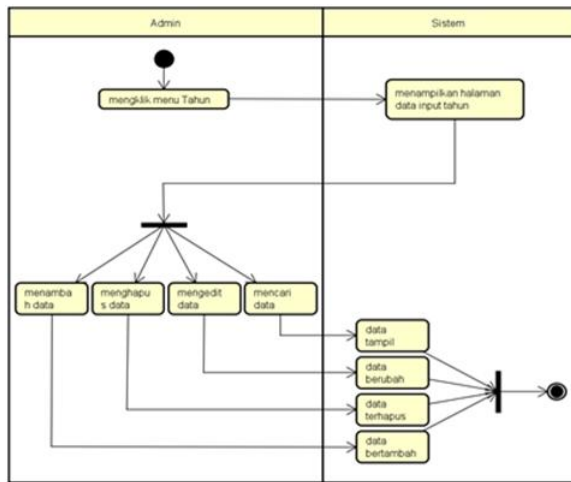 Admin
Sistem
mengklik menu Tahun
menampilkan halaman
data input tahun
menamba
h data
menghapu
s data
mengedit
data
mencari
data
data
tampil
data
berubah
data
terhapus
data
bertambah